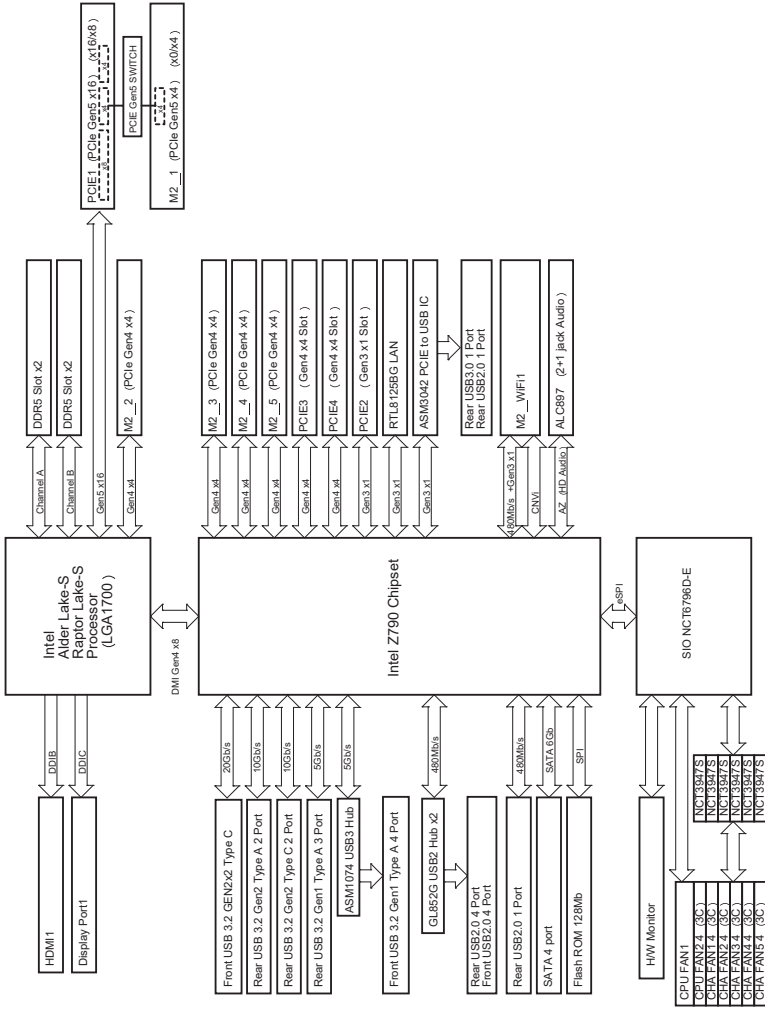 PCIE1 (PCIe Gen5 x16) (x16/x8)
x8
x4
x4
PCIE Gen5 SWITCH
x4
M2_1 (PCIe Gen5 x4) (x0/x4)
DDR5 Slot x2
DDR5 Slot x2
M2_2 (PCIe Gen4 x4)
Channel A
Channel B
Gen5 x16
Gen4 x4
Intel
Alder Lake-S
Raptor Lake-S
Processor
(LGA1700)
DDIB
DDIC
HDMI1
Display Port1
DMI Gen4 x8
M2_3 (PCIe Gen4 x4)
M2_4 (PCIe Gen4 x4)
M2_5 (PCIe Gen4 x4)
PCIE3 (Gen4 x4 Slot)
PCIE4 (Gen4 x4 Slot)
PCIE2 (Gen3 x1 Slot)
RTL8125BG LAN
ASM3042 PCIE to USB IC
Rear USB3.0 1 Port
Rear USB2.0 1 Port
M2_WiFi1
ALC897 (2+1 jack Audio)
Gen4 x4
Gen4 x4
Gen4 x4
Gen4 x4
Gen4 x4
Gen3 x1
Gen3 x1
Gen3 x1
480Mb/s +Gen3 x1
CNVi
AZ (HD Audio)
Intel Z790 Chipset
20Gb/s
10Gb/s
10Gb/s
5Gb/s
5Gb/s
480Mb/s
480Mb/s
SATA 6Gb
SPI
Front USB 3.2 GEN2x2 Type C
Rear USB 3.2 Gen2 Type A 2 Port
Rear USB 3.2 Gen2 Type C 2 Port
Rear USB 3.2 Gen1 Type A 3 Port
ASM1074 USB3 Hub
Front USB 3.2 Gen1 Type A 4 Port
GL852G USB2 Hub x2
Rear USB2.0 4 Port
Front USB2.0 4 Port
Rear USB2.0 1 Port
SATA 4 port
Flash ROM 128Mb
eSPI
SIO NCT6796D-E
H/W Monitor
NCT3947S
NCT3947S
NCT3947S
NCT3947S
NCT3947S
NCT3947S
CPU FAN1
CPU FAN2 4 (3C)
CHA FAN1 4 (3C)
CHA FAN2 4 (3C)
CHA FAN3 4 (3C)
CHA FAN4 4 (3C)
CHA FAN5 4 (3C)